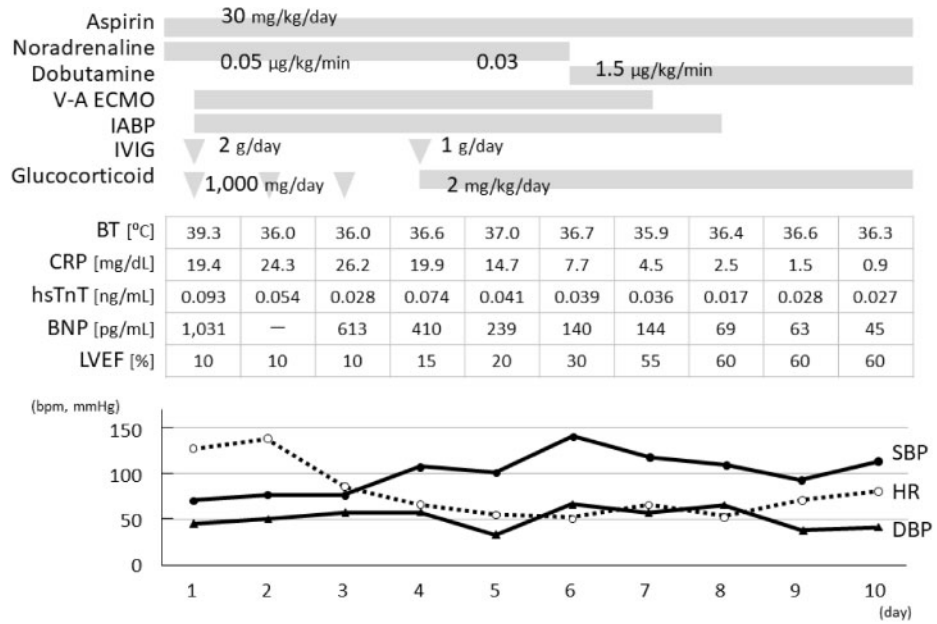 Aspirin 30 mg/kg/day
Noradrenaline 0.05 µg/kg/min 0.03
Dobutamine 1.5 µg/kg/min
V-A ECMO
IABP
IVIG 2 g/day 1 g/day
Glucocorticoid 1,000 mg/day 2 mg/kg/day
BT [ºC] 39.3 36.0 36.0 36.6 37.0 36.7 35.9 36.4 36.6 36.3
CRP [mg/dL] 19.4 24.3 26.2 19.9 14.7 7.7 4.5 2.5 1.5 0.9
hsTnT [ng/mL] 0.093 0.054 0.028 0.074 0.041 0.039 0.036 0.017 0.028 0.027
BNP [pg/mL] 1,031 — 613 410 239 140 144 69 63 45
LVEF [%] 10 10 10 15 20 30 55 60 60 60
(bpm, mmHg)
150
SBP
100
HR
50
DBP
0
1 2 3 4 5 6 7 8 9 10
(day)